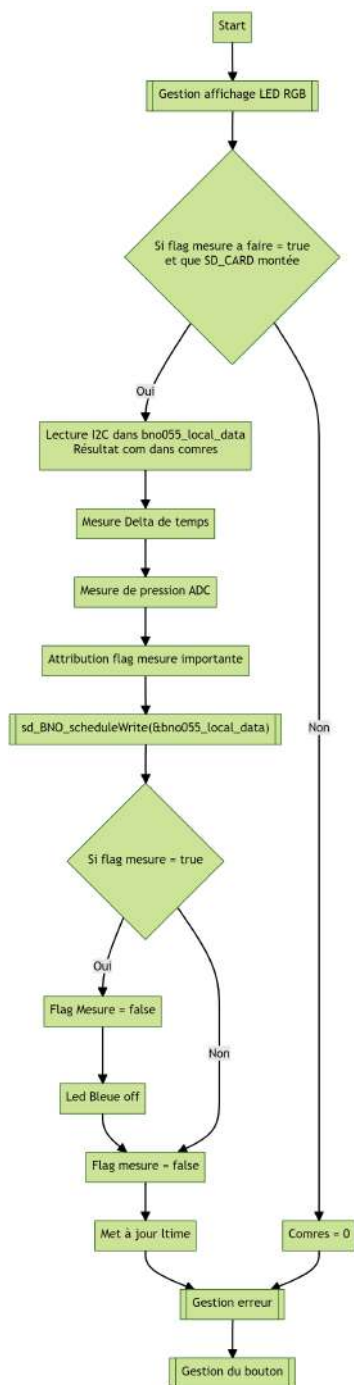 Start
Gestion affichage LED RGB
Si flag mesure a faire = true
et que SD_CARD montée
Oui
Lecture I2C dans bno055_local_data
Résultat com dans comres
Mesure Delta de temps
Mesure de pression ADC
Attribution flag mesure importante
sd_BNO_scheduleWrite(&bno055_local_data)
Non
Si flag mesure = true
Oui
Flag Mesure = false
Non
Led Bleue off
Flag mesure = false
Met à jour ltime
Comres = 0
Gestion erreur
Gestion du bouton